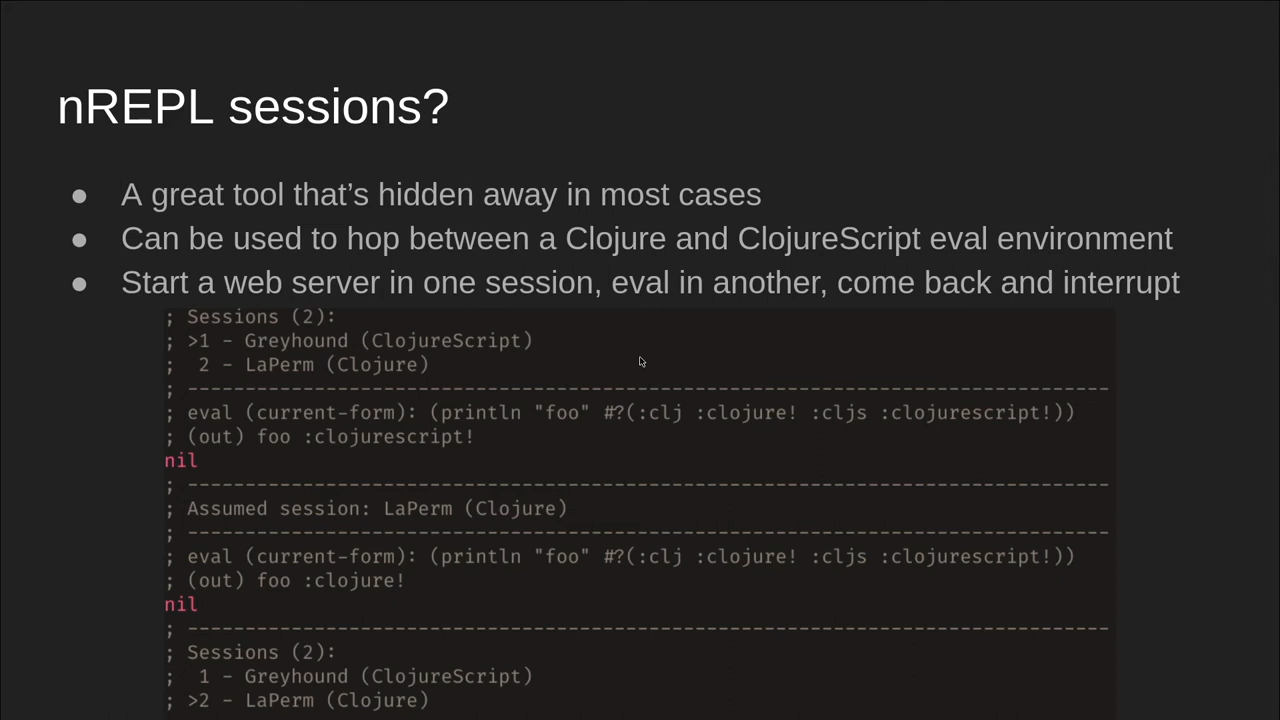 nREPL sessions?
● A great tool that’s hidden away in most cases
● Can be used to hop between a Clojure and ClojureScript eval environment
● Start a web server in one session, eval in another, come back and interrupt
; Sessions (2):
; >1 - Greyhound (ClojureScript)
;  2 - LaPerm (Clojure)
; --------------------------------------------------------------------------------
; eval (current-form): (println "foo" #?(:clj :clojure! :cljs :clojurescript!))
; (out) foo :clojurescript!
nil
; --------------------------------------------------------------------------------
; Assumed session: LaPerm (Clojure)
; --------------------------------------------------------------------------------
; eval (current-form): (println "foo" #?(:clj :clojure! :cljs :clojurescript!))
; (out) foo :clojure!
nil
; --------------------------------------------------------------------------------
; Sessions (2):
;  1 - Greyhound (ClojureScript)
; >2 - LaPerm (Clojure)